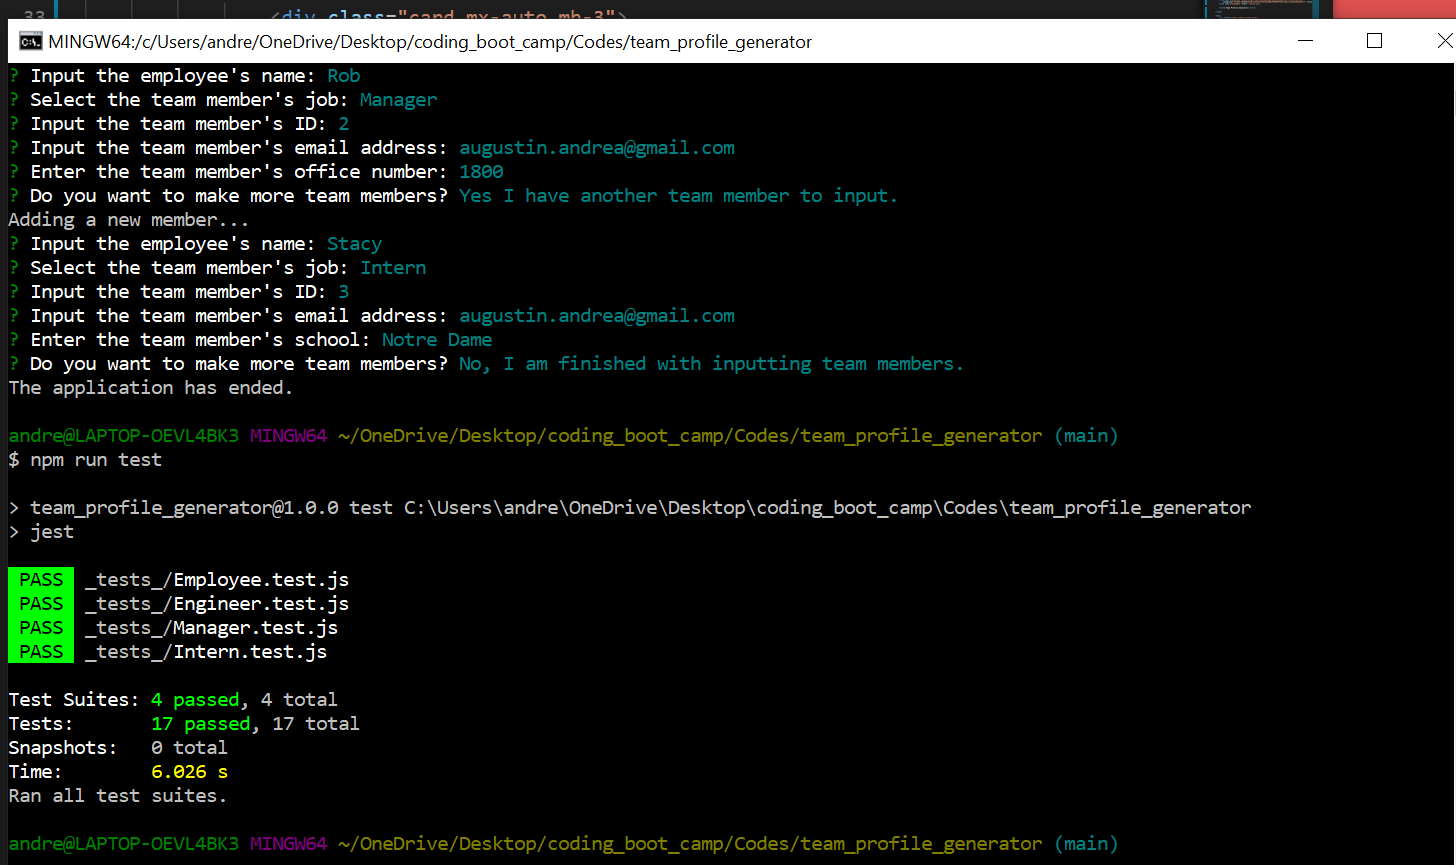 33 <div class="card mx-auto mb-3">
MINGW64:/c/Users/andre/OneDrive/Desktop/coding_boot_camp/Codes/team_profile_generator
? Input the employee's name: Rob
? Select the team member's job: Manager
? Input the team member's ID: 2
? Input the team member's email address: augustin.andrea@gmail.com
? Enter the team member's office number: 1800
? Do you want to make more team members? Yes I have another team member to input.
Adding a new member...
? Input the employee's name: Stacy
? Select the team member's job: Intern
? Input the team member's ID: 3
? Input the team member's email address: augustin.andrea@gmail.com
? Enter the team member's school: Notre Dame
? Do you want to make more team members? No, I am finished with inputting team members.
The application has ended.
andre@LAPTOP-OEVL4BK3 MINGW64 ~/OneDrive/Desktop/coding_boot_camp/Codes/team_profile_generator (main)
$ npm run test
> team_profile_generator@1.0.0 test C:\Users\andre\OneDrive\Desktop\coding_boot_camp\Codes\team_profile_generator
> jest
PASS _tests_/Employee.test.js
PASS _tests_/Engineer.test.js
PASS _tests_/Manager.test.js
PASS _tests_/Intern.test.js
Test Suites: 4 passed, 4 total
Tests: 17 passed, 17 total
Snapshots: 0 total
Time: 6.026 s
Ran all test suites.
andre@LAPTOP-OEVL4BK3 MINGW64 ~/OneDrive/Desktop/coding_boot_camp/Codes/team_profile_generator (main)